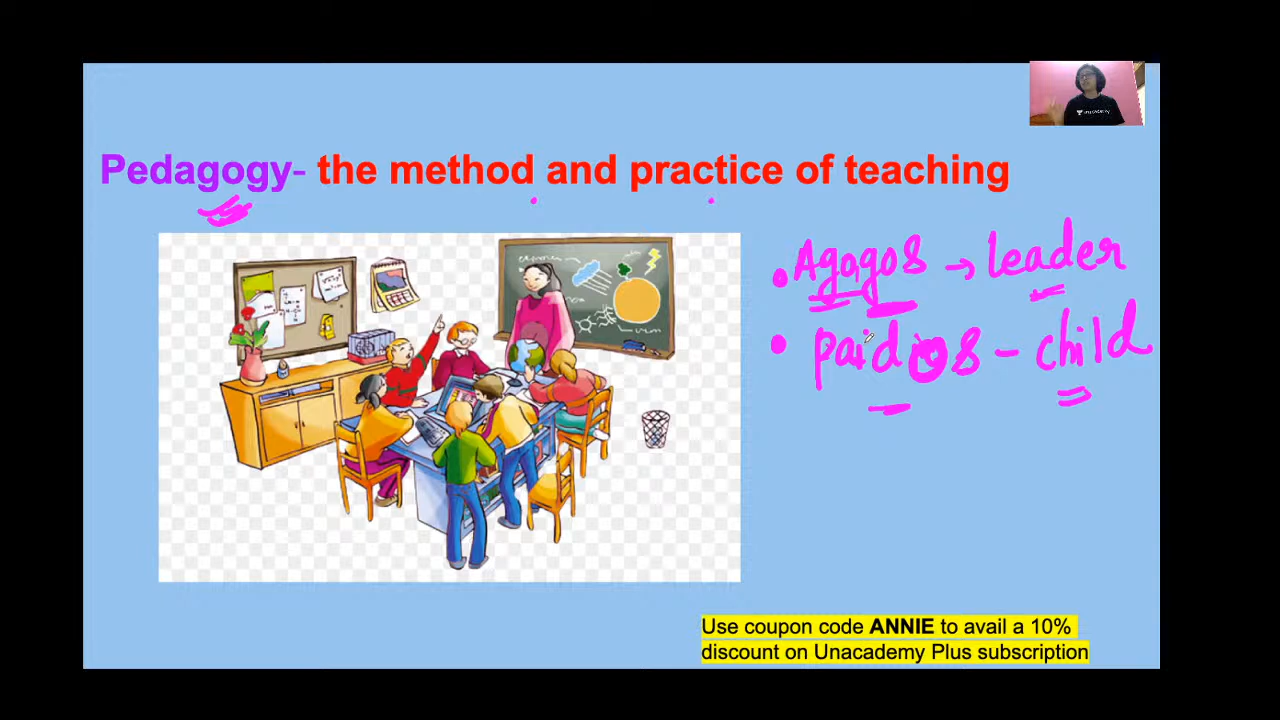 Pedagogy- the method and practice of teaching
• Agogos → leader
• paidios - child
Use coupon code ANNIE to avail a 10%
discount on Unacademy Plus subscription